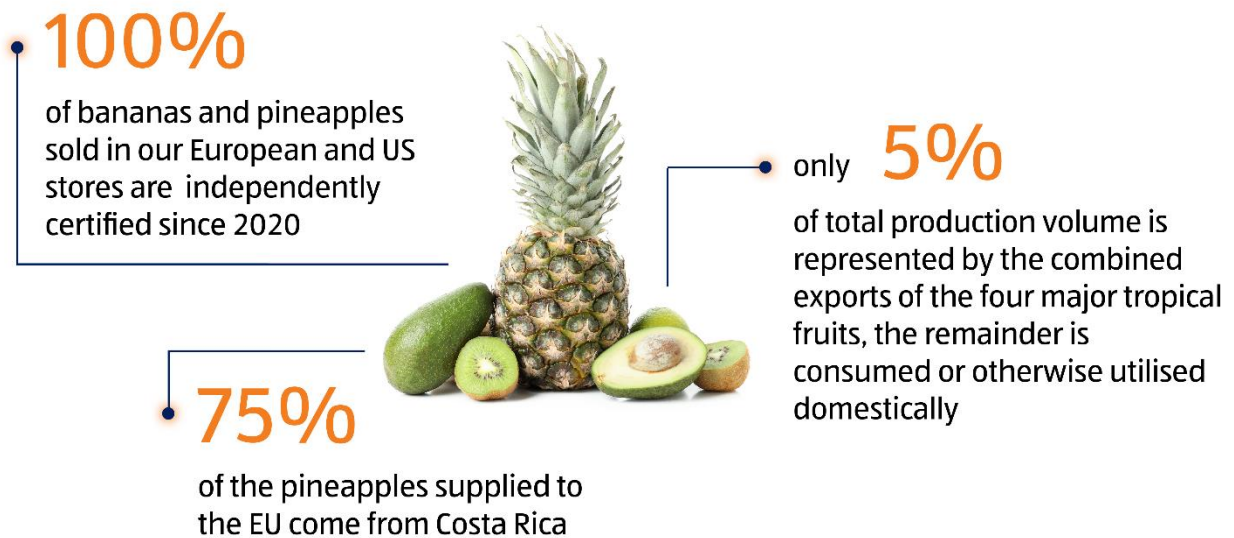 100%
of bananas and pineapples
sold in our European and US
stores are independently
certified since 2020
only 5%
of total production volume is
represented by the combined
exports of the four major tropical
fruits, the remainder is
consumed or otherwise utilised
domestically
75%
of the pineapples supplied to
the EU come from Costa Rica